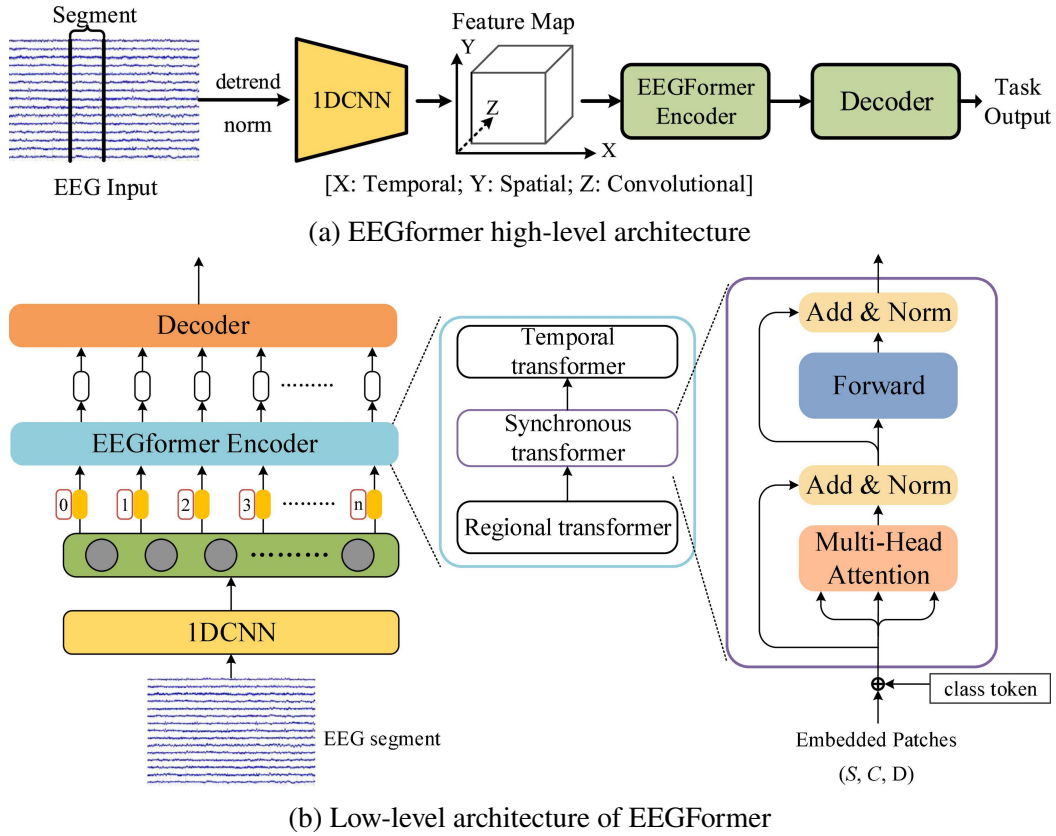 Segment
EEG Input
detrend
norm
1DCNN
Feature Map
Y
Z
X
EEGFormer
Encoder
Decoder
Task
Output
[X: Temporal; Y: Spatial; Z: Convolutional]
(a) EEGformer high-level architecture
Decoder
.........
EEGformer Encoder
0
1
2
3
.........
n
.........
1DCNN
EEG segment
Temporal
transformer
Synchronous
transformer
Regional transformer
Add & Norm
Forward
Add & Norm
Multi-Head
Attention
class token
Embedded Patches
(S, C, D)
(b) Low-level architecture of EEGFormer